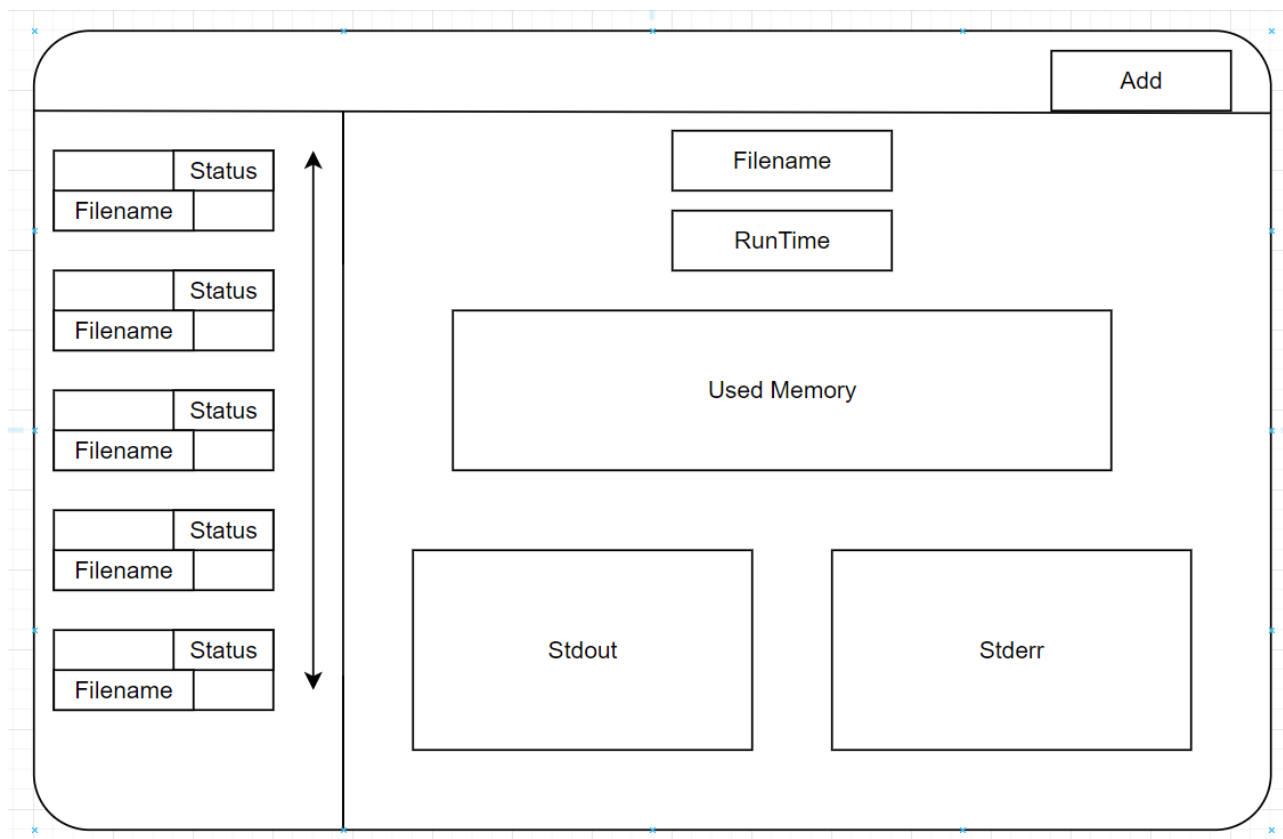 Add
Status
Filename
Status
Filename
Status
Filename
Status
Filename
Status
Filename
Filename
RunTime
Used Memory
Stdout
Stderr